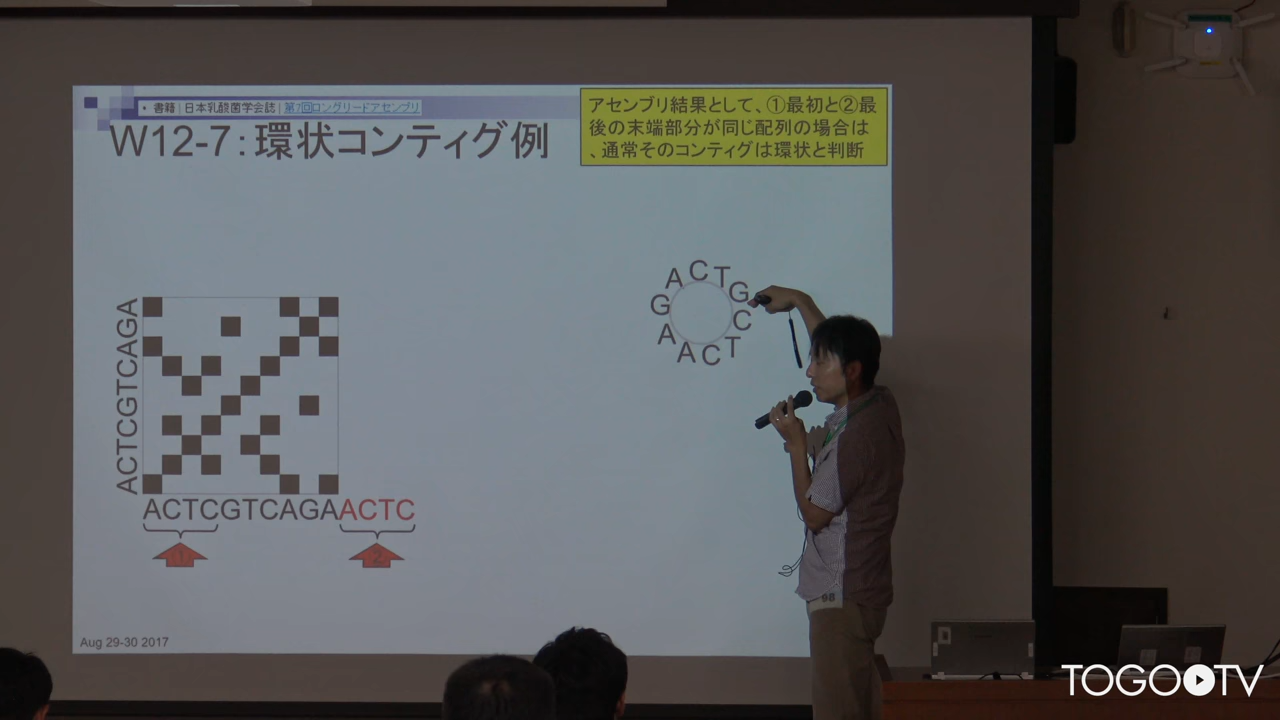 ・書籍 | 日本乳酸菌学会誌 | 第7回ロングリードアセンブリ
W12-7：環状コンティグ例
アセンブリ結果として、①最初と②最
後の末端部分が同じ配列の場合は
、通常そのコンティグは環状と判断
ACTCGTCAGA
ACTCGTCAGAACTC
①
②
ACTGCTCAAGA
Aug 29-30 2017
98
TOGOTV